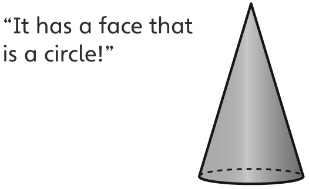 “It has a face that
is a circle!”